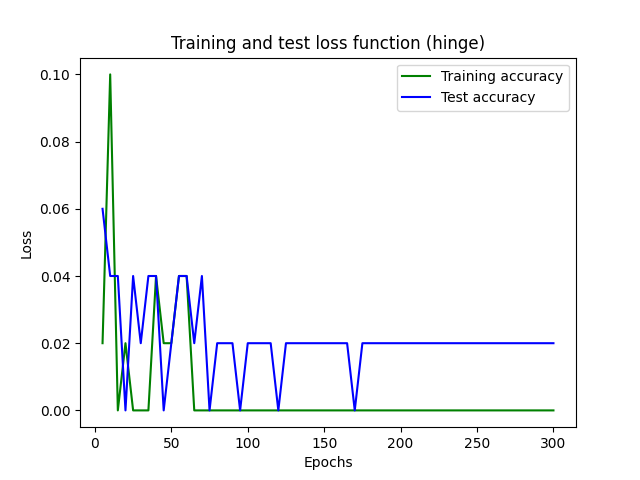 Training and test loss function (hinge)
Training accuracy
Test accuracy
Loss
0.10
0.08
0.06
0.04
0.02
0.00
0 50 100 150 200 250 300
Epochs